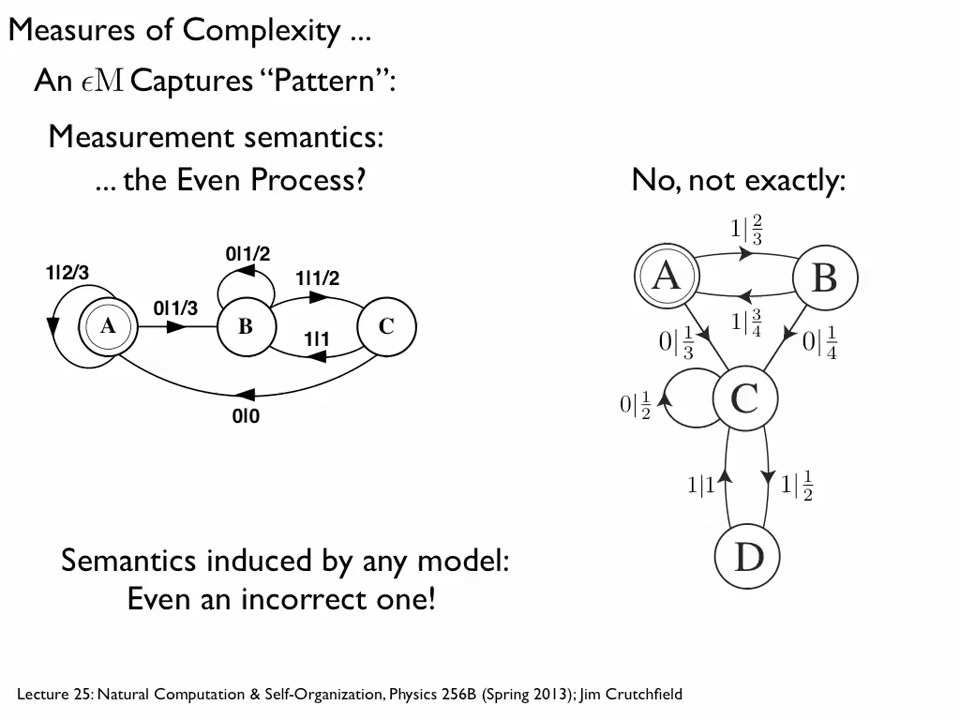 Measures of Complexity ...
An ϵM Captures “Pattern”:
Measurement semantics:
... the Even Process?
No, not exactly:
1|2/3
A
0|1/3
0|1/2
B
1|1/2
1|1
C
0|0
1|2/3
A
B
1|3/4
0|1/3
0|1/4
0|1/2
C
1|1
1|1/2
D
Semantics induced by any model:
Even an incorrect one!
Lecture 25: Natural Computation & Self-Organization, Physics 256B (Spring 2013); Jim Crutchfield